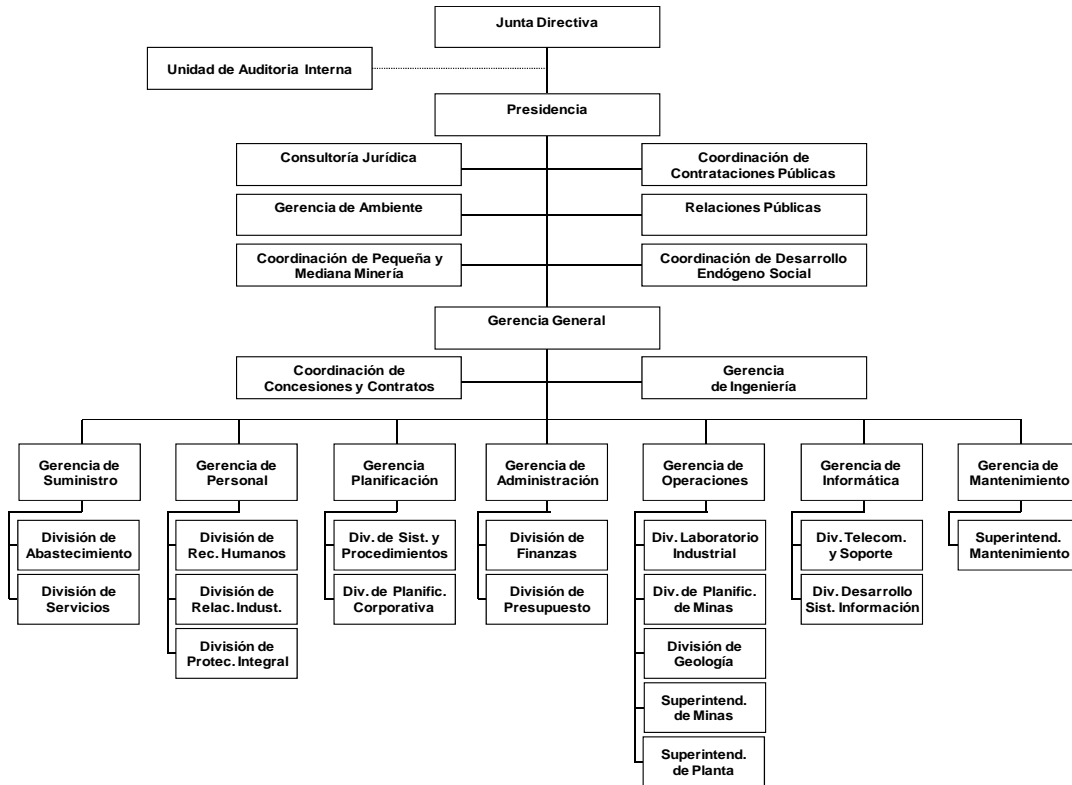 Junta Directiva
Unidad de Auditoria Interna
Presidencia
Consultoría Jurídica
Coordinación de
Contrataciones Públicas
Gerencia de Ambiente
Relaciones Públicas
Coordinación de Pequeña y
Mediana Minería
Coordinación de Desarrollo
Endógeno Social
Gerencia General
Coordinación de
Concesiones y Contratos
Gerencia
de Ingeniería
Gerencia de
Suministro
Gerencia de
Personal
Gerencia
Planificación
Gerencia de
Administración
Gerencia de
Operaciones
Gerencia de
Informática
Gerencia de
Mantenimiento
División de
Abastecimiento
División de
Servicios
División de
Rec. Humanos
División de
Relac. Indust.
División de
Protec. Integral
Div. de Sist. y
Procedimientos
Div. de Planific.
Corporativa
División de
Finanzas
División de
Presupuesto
Div. Laboratorio
Industrial
Div. de Planific.
de Minas
División de
Geología
Superintend.
de Minas
Superintend.
de Planta
Div. Telecom.
y Soporte
Div. Desarrollo
Sist. Información
Superintend.
Mantenimiento